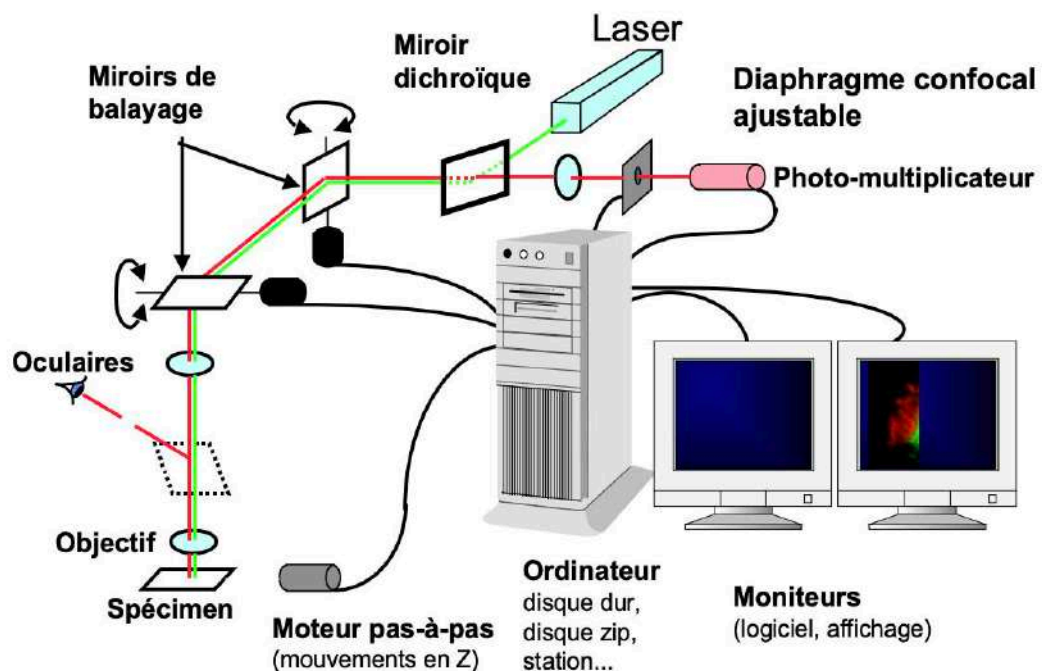 Laser
Miroir
dichroïque
Miroirs de
balayage
Diaphragme confocal
ajustable
Photo-multiplicateur
Oculaires
Objectif
Spécimen
Moteur pas-à-pas
(mouvements en Z)
Ordinateur
disque dur,
disque zip,
station...
Moniteurs
(logiciel, affichage)